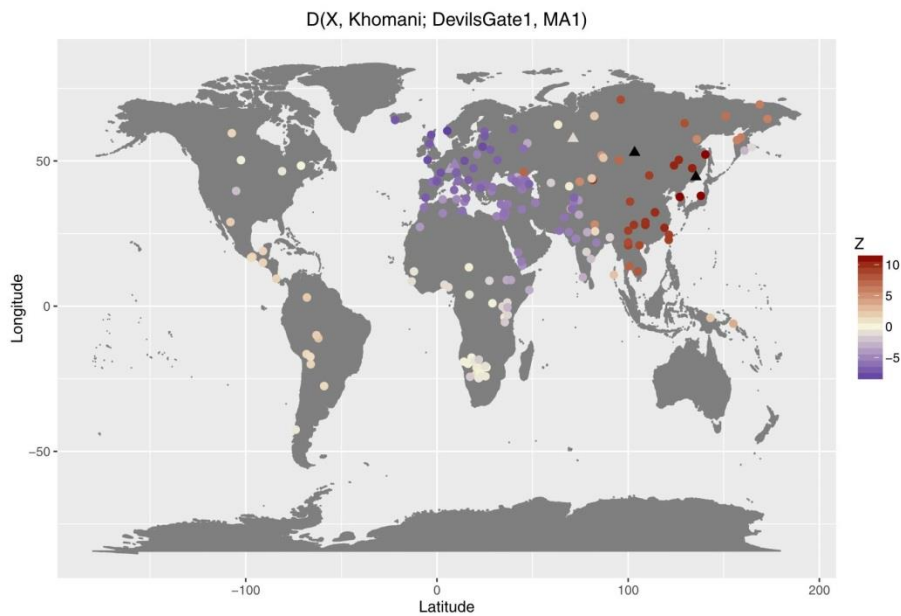 D(X, Khomani; DevilsGate1, MA1)
50
0
−50
Longitude
−100
0
100
200
Latitude
Z
10
5
0
−5